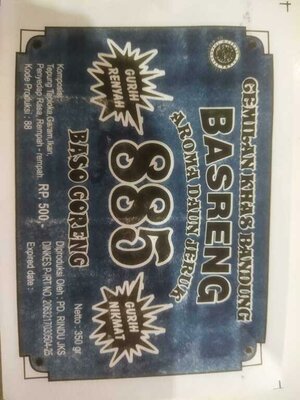 CEMILAN KHAS BANDUNG
BASRENG
AROMA DAUN JERUK
GURIH
RENYAH
885
GURIH
NIKMAT
BASO GORENG
Komposisi :
Tepung Tapioka,Garam,Ikan,
Penyedap Rasa, Rempah - rempah.
Kode Produksi : 88
RP. 500,-
Netto : 350 gr
Diproduksi Oleh : PD. RINDU JKS
DINKES P-IRT NO. 2063217030504-25
Expired date :